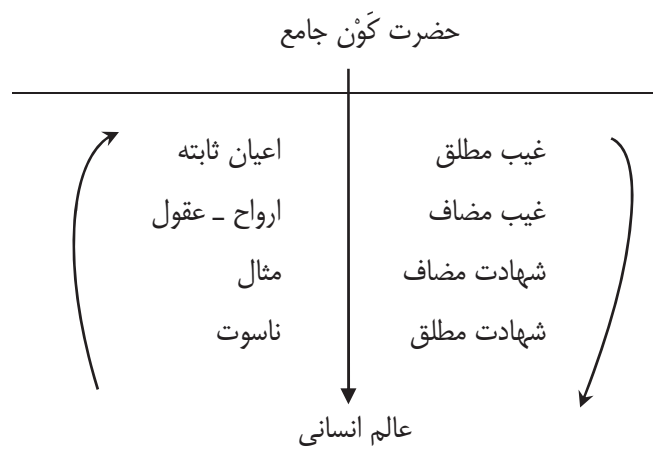 حضرت کَوْن جامع
غیب مطلق اعیان ثابته
غیب مضاف ارواح ـ عقول
شهادت مضاف مثال
شهادت مطلق ناسوت
عالم انسانی